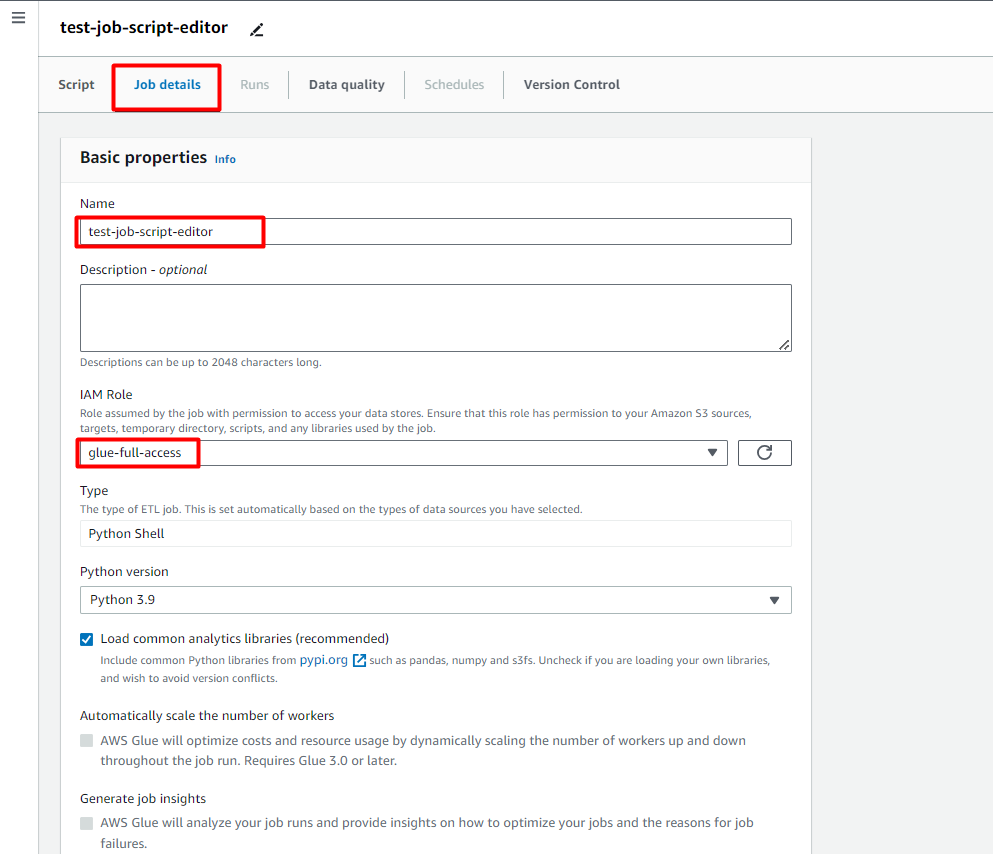 test-job-script-editor
Script Job details Runs Data quality Schedules Version Control
Basic properties Info
Name
test-job-script-editor
Description - optional
Descriptions can be up to 2048 characters long.
IAM Role
Role assumed by the job with permission to access your data stores. Ensure that this role has permission to your Amazon S3 sources,
targets, temporary directory, scripts, and any libraries used by the job.
glue-full-access
Type
The type of ETL job. This is set automatically based on the types of data sources you have selected.
Python Shell
Python version
Python 3.9
Load common analytics libraries (recommended)
Include common Python libraries from pypi.org such as pandas, numpy and s3fs. Uncheck if you are loading your own libraries,
and wish to avoid version conflicts.
Automatically scale the number of workers
AWS Glue will optimize costs and resource usage by dynamically scaling the number of workers up and down
throughout the job run. Requires Glue 3.0 or later.
Generate job insights
AWS Glue will analyze your job runs and provide insights on how to optimize your jobs and the reasons for job
failures.